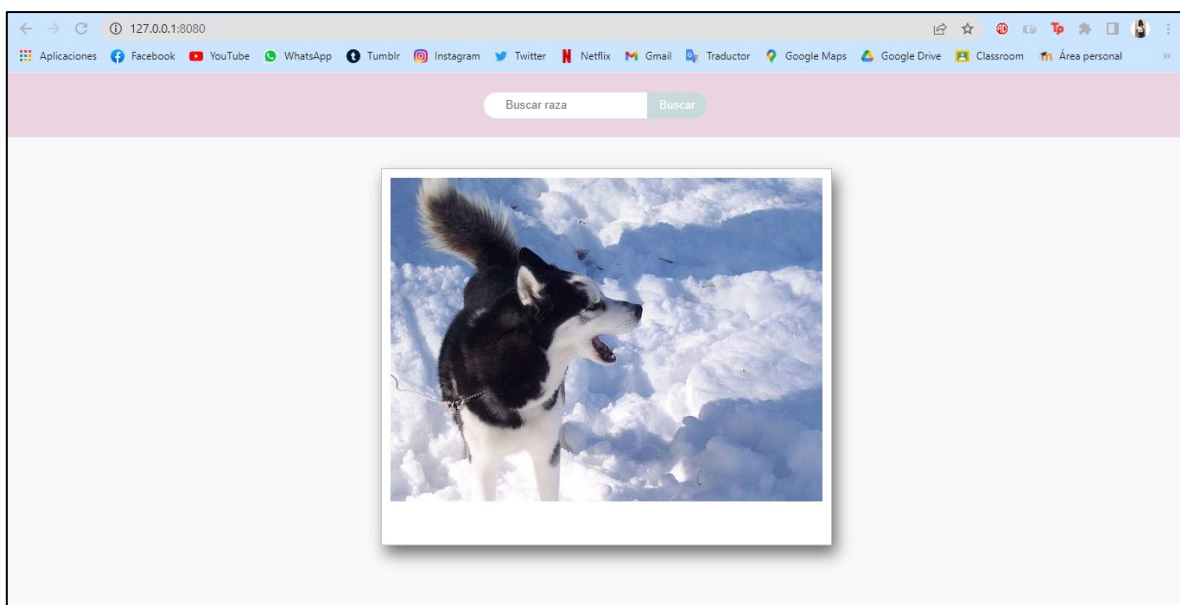 127.0.0.1:8080
Aplicaciones Facebook YouTube WhatsApp Tumblr Instagram Twitter Netflix Gmail Traductor Google Maps Google Drive Classroom Área personal »
Buscar raza Buscar